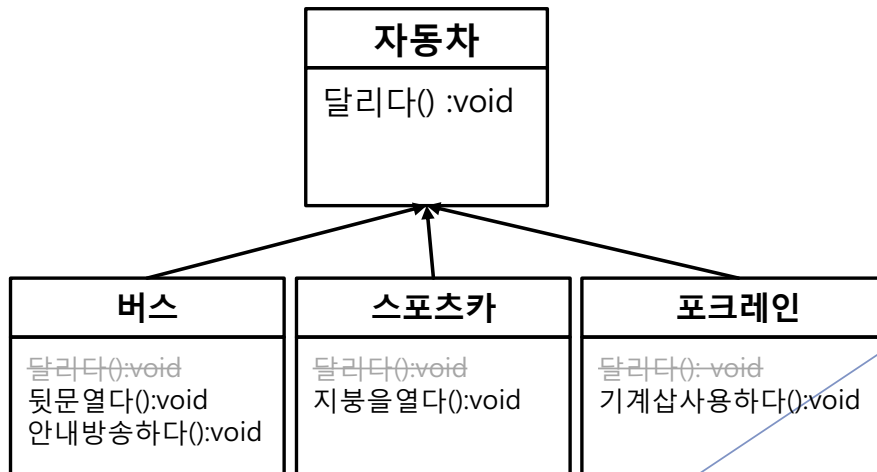 자동차
달리다() :void
버스
달리다():void
뒷문열다():void
안내방송하다():void
스포츠카
달리다():void
지붕을열다():void
포크레인
달리다(): void
기계삽사용하다():void